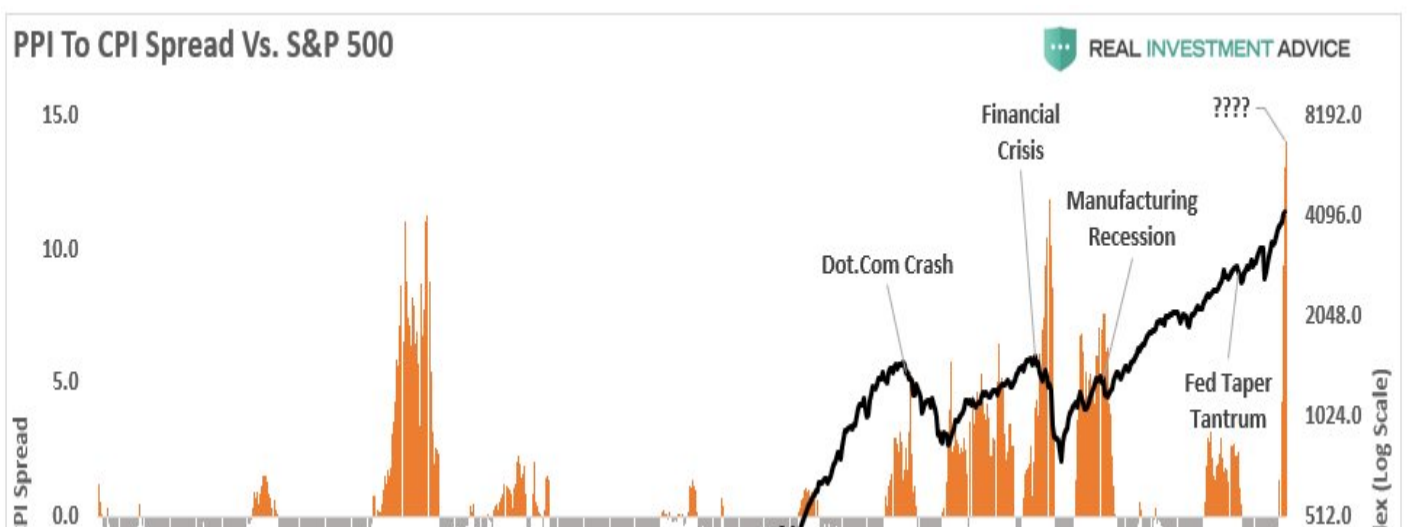 PPI To CPI Spread Vs. S&P 500
REAL INVESTMENT ADVICE
15.0
10.0
5.0
0.0
PI Spread
Dot.Com Crash
Financial
Crisis
Manufacturing
Recession
Fed Taper
Tantrum
????
8192.0
4096.0
2048.0
1024.0
512.0
ex (Log Scale)